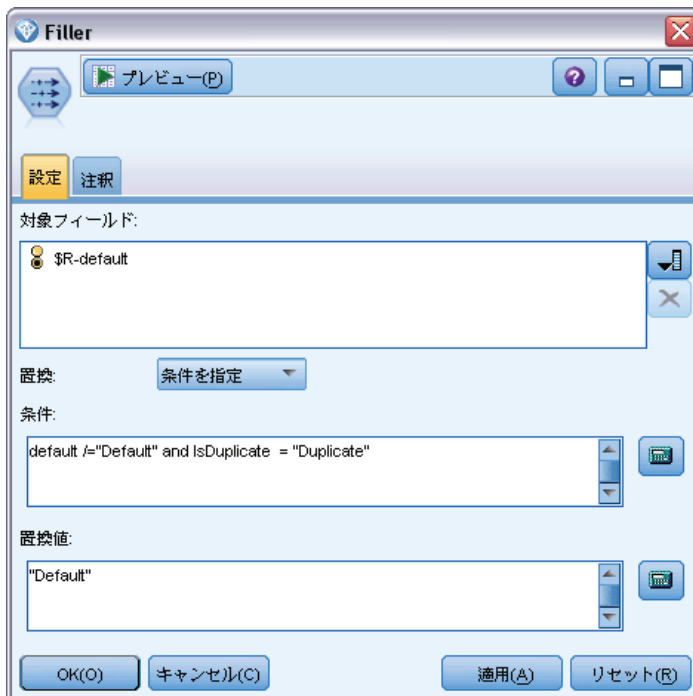 Filler
プレビュー(P)
設定 注釈
対象フィールド:
$R-default
置換: 条件を指定
条件:
default /="Default" and IsDuplicate = "Duplicate"
置換値:
"Default"
OK(O) キャンセル(C) 適用(A) リセット(R)